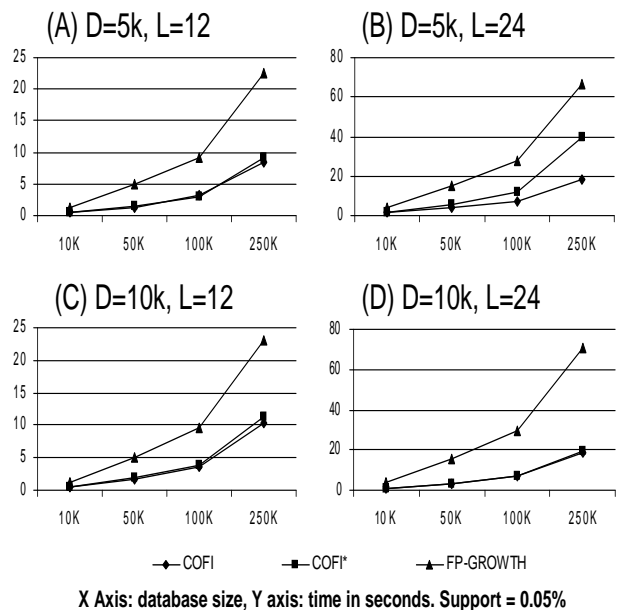 (A) D=5k, L=12
25
20
15
10
5
0
10K 50K 100K 250K
(B) D=5k, L=24
80
60
40
20
0
10K 50K 100K 250K
(C) D=10k, L=12
25
20
15
10
5
0
10K 50K 100K 250K
(D) D=10k, L=24
80
60
40
20
0
10K 50K 100K 250K
COFI COFI* FP-GROWTH
X Axis: database size, Y axis: time in seconds. Support = 0.05%